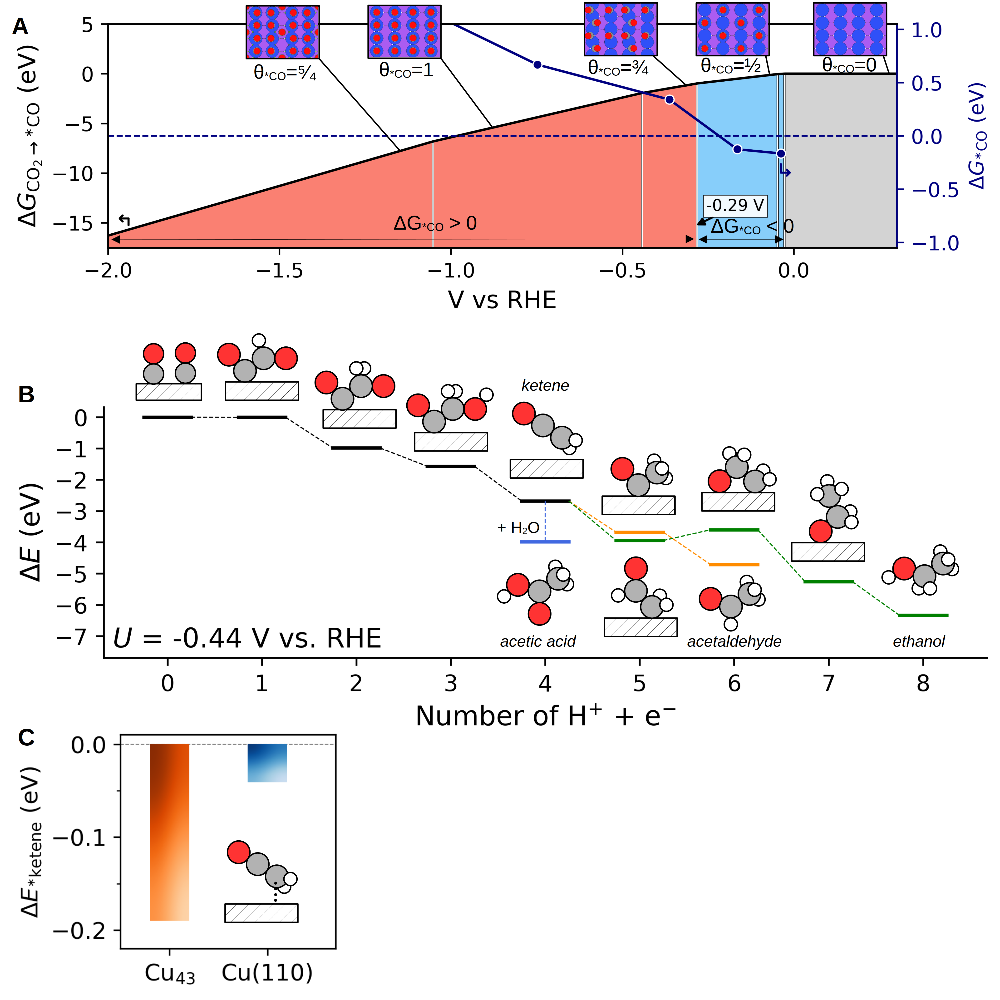 A
θ*CO=⁵⁄₄
θ*CO=1
θ*CO=¾
θ*CO=½
θ*CO=0
5
0
−5
−10
−15
ΔG_CO₂→*CO (eV)
1.0
0.5
0.0
−0.5
−1.0
ΔG*CO (eV)
-0.29 V
ΔG*CO > 0
ΔG*CO < 0
−2.0 −1.5 −1.0 −0.5 0.0
V vs RHE
B
ketene
0
−1
−2
−3
−4
−5
−6
−7
ΔE (eV)
+ H₂O
acetic acid
acetaldehyde
ethanol
U = -0.44 V vs. RHE
0 1 2 3 4 5 6 7 8
Number of H⁺ + e⁻
C
0.0
−0.1
−0.2
ΔE*ketene (eV)
Cu₄₃ Cu(110)